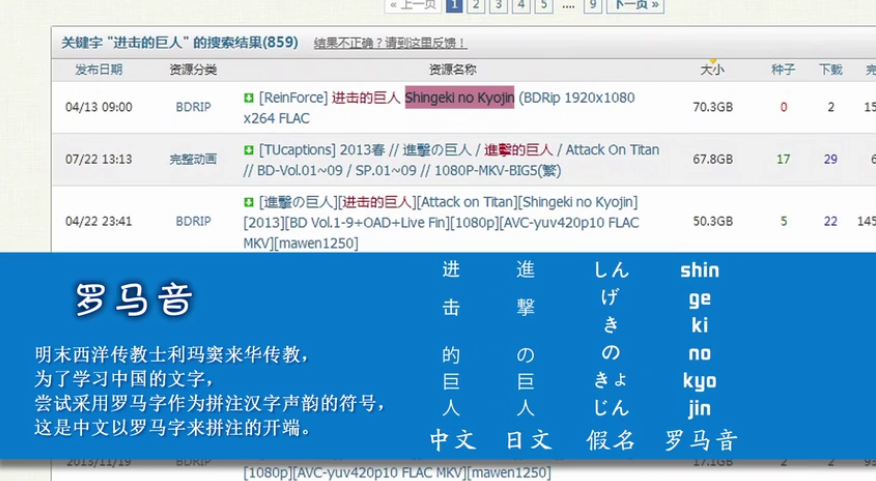 « 上一页 1 2 3 4 5 .... 9 下一页 »
关键字 "进击的巨人" 的搜索结果(859) 结果不正确？请到这里反馈！
发布日期 资源分类 资源名称 大小 种子 下载
04/13 09:00 BDRIP [ReinForce] 进击的巨人 Shingeki no Kyojin (BDRip 1920x1080 70.3GB 0 2 15
x264 FLAC
07/22 13:13 完整动画 [TUcaptions] 2013春 // 進撃の巨人 / 進擊的巨人 / Attack On Titan 67.8GB 17 29
// BD-Vol.01~09 / SP.01~09 // 1080P-MKV-BIG5(繁)
04/22 23:41 BDRIP [進撃の巨人][进击的巨人][Attack on Titan][Shingeki no Kyojin] 50.3GB 5 22 145
[2013][BD Vol.1-9+OAD+Live Fin][1080p][AVC-yuv420p10 FLAC
MKV][mawen1250]
罗马音
明末西洋传教士利玛窦来华传教，
为了学习中国的文字，
尝试采用罗马字作为拼注汉字声韵的符号，
这是中文以罗马字来拼注的开端。
进 進 しん shin
击 撃 げ ge
き ki
的 の の no
巨 巨 きょ kyo
人 人 じん jin
中文 日文 假名 罗马音
2013/11/19 BDRIP 17.1GB 2 2
[1080p][AVC-yuv420p10 FLAC MKV][mawen1250]